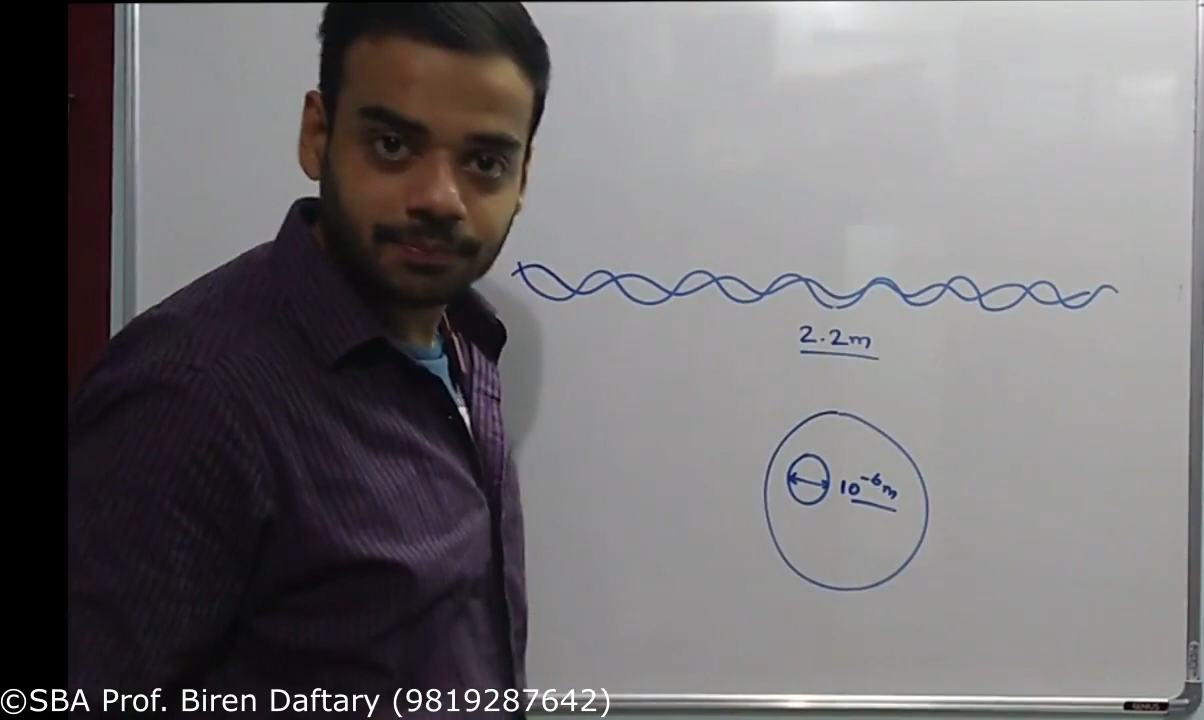 2.2m
10⁻⁶m
©SBA Prof. Biren Daftary (9819287642)